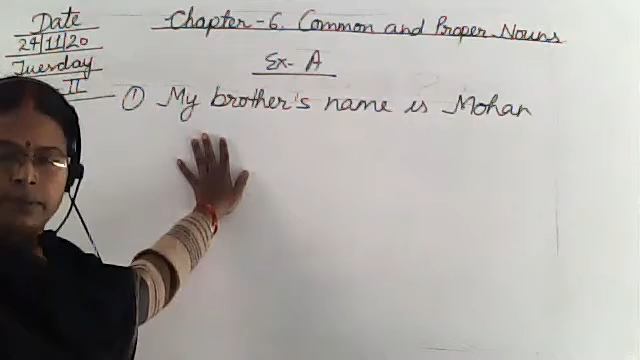 Date
24|11|20
Tuesday
II
Chapter-6. Common and Proper Nouns
Ex- A
① My brother's name is Mohan